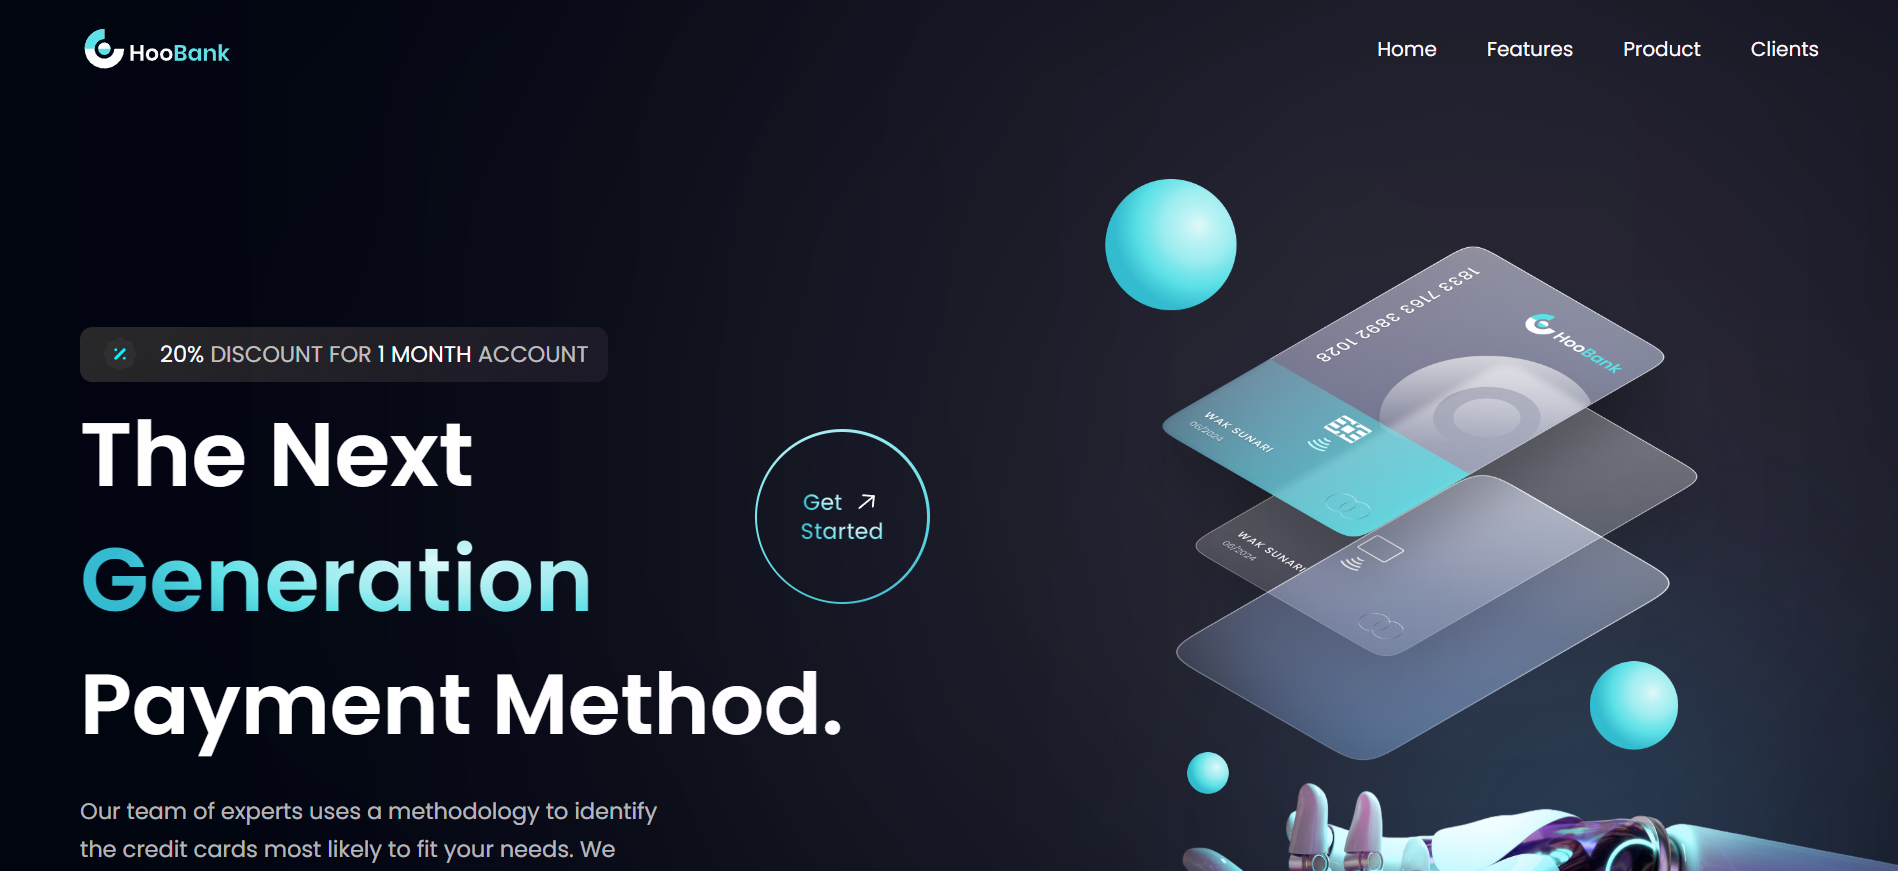 HooBank
Home Features Product Clients
20% DISCOUNT FOR 1 MONTH ACCOUNT
The Next
Generation
Payment Method.
Get
Started
Our team of experts uses a methodology to identify
the credit cards most likely to fit your needs. We
1833 7163 3892 1028
HooBank
WAK SUNARI
06/2024
WAK SUNARI
06/2024